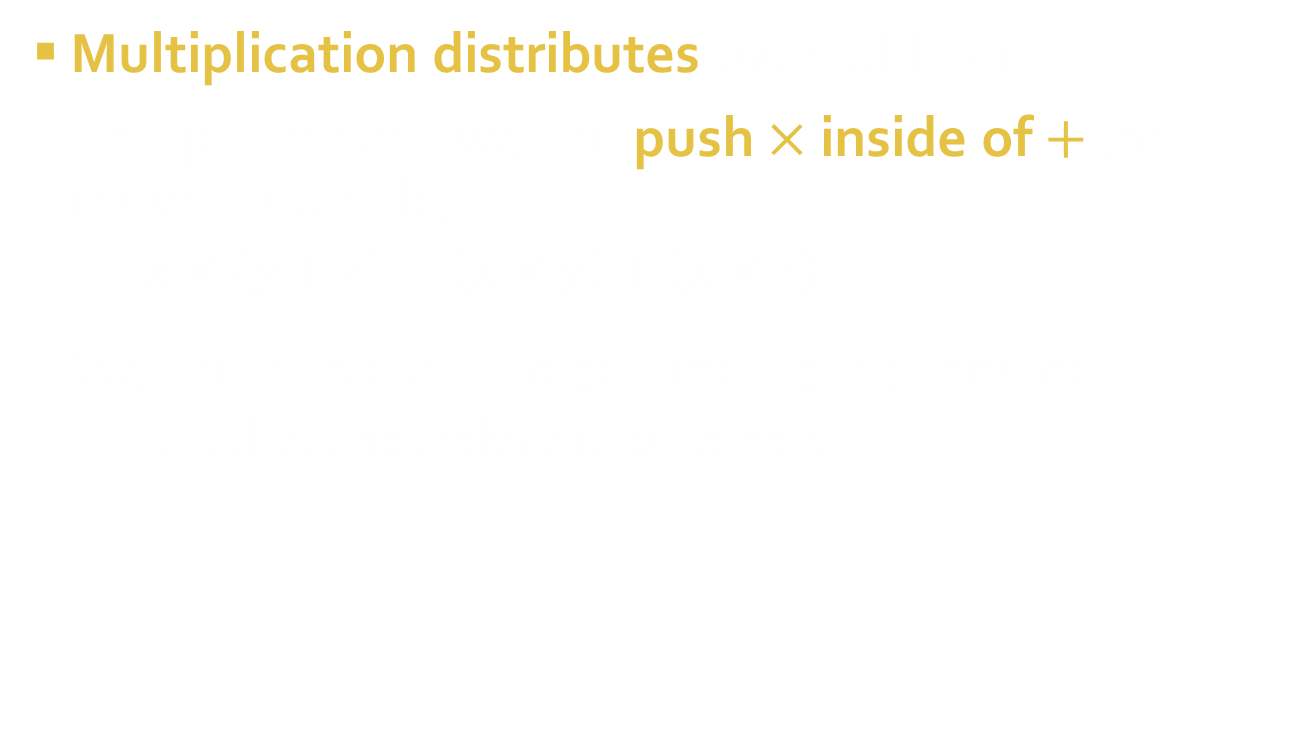 ▪ Multiplication distributes
push × inside of +